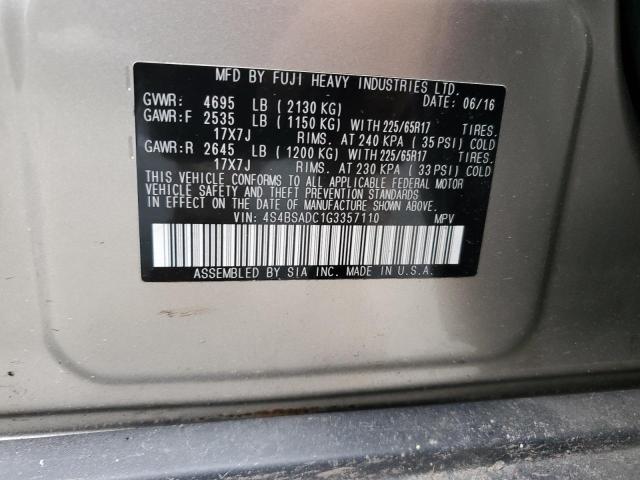 MFD BY FUJI HEAVY INDUSTRIES LTD.
GVWR: 4695 LB ( 2130 KG) DATE: 06/16
GAWR:F 2535 LB ( 1150 KG) WITH 225/65R17 TIRES.
17X7J RIMS. AT 240 KPA ( 35 PSI) COLD
GAWR:R 2645 LB ( 1200 KG) WITH 225/65R17 TIRES.
17X7J RIMS. AT 230 KPA ( 33 PSI) COLD
THIS VEHICLE CONFORMS TO ALL APPLICABLE FEDERAL MOTOR
VEHICLE SAFETY AND THEFT PREVENTION STANDARDS
IN EFFECT ON THE DATE OF MANUFACTURE SHOWN ABOVE.
VIN: 4S4BSADC1G3357110 MPV
ASSEMBLED BY SIA INC. MADE IN U.S.A.